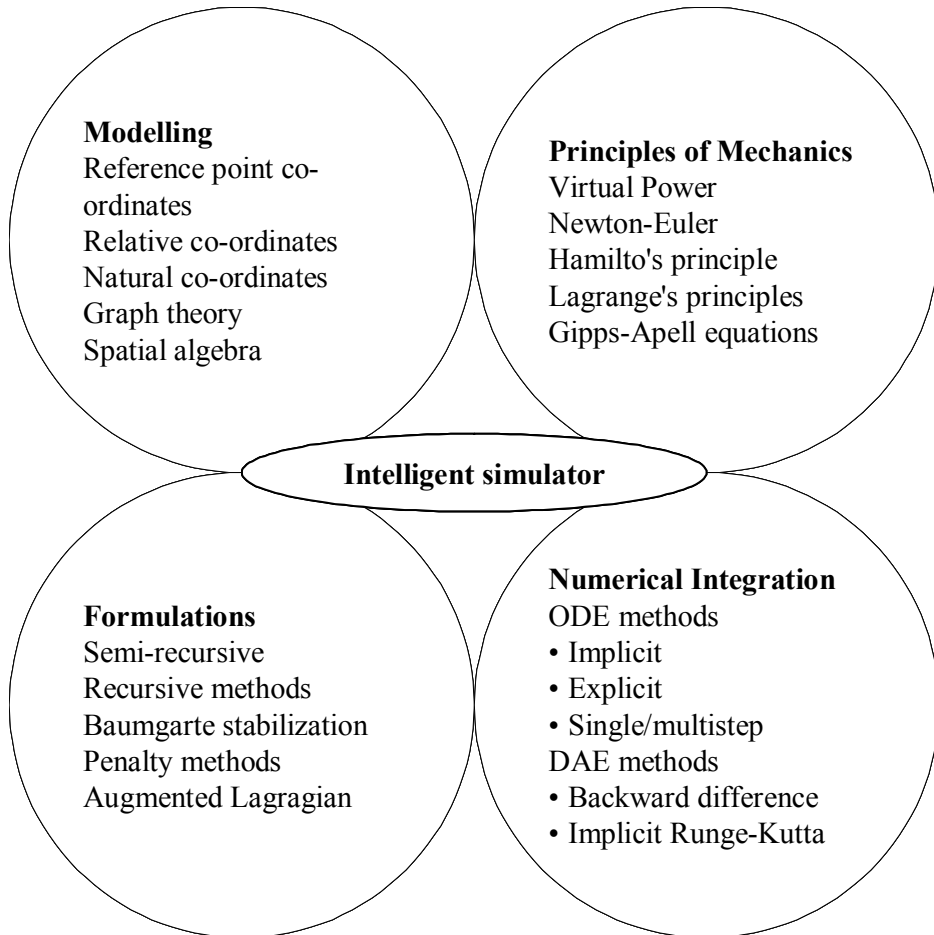 Modelling
Reference point co-
ordinates
Relative co-ordinates
Natural co-ordinates
Graph theory
Spatial algebra
Principles of Mechanics
Virtual Power
Newton-Euler
Hamilto's principle
Lagrange's principles
Gipps-Apell equations
Intelligent simulator
Formulations
Semi-recursive
Recursive methods
Baumgarte stabilization
Penalty methods
Augmented Lagragian
Numerical Integration
ODE methods
• Implicit
• Explicit
• Single/multistep
DAE methods
• Backward difference
• Implicit Runge-Kutta